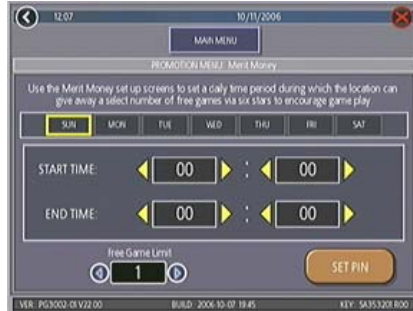 12:07 10/11/2006
MAIN MENU
PROMOTION MENU: Merit Money
Use the Merit Money set up screens to set a daily time period during which the location can
give away a select number of free games via six stars to encourage game play
SUN MON TUE WED THU FRI SAT
START TIME: 00 : 00
END TIME: 00 : 00
Free Game Limit
1
SET PIN
VER: PG3002-01 V22.00 BUILD: 2006-10-07 19:45 KEY: SA353201 R00